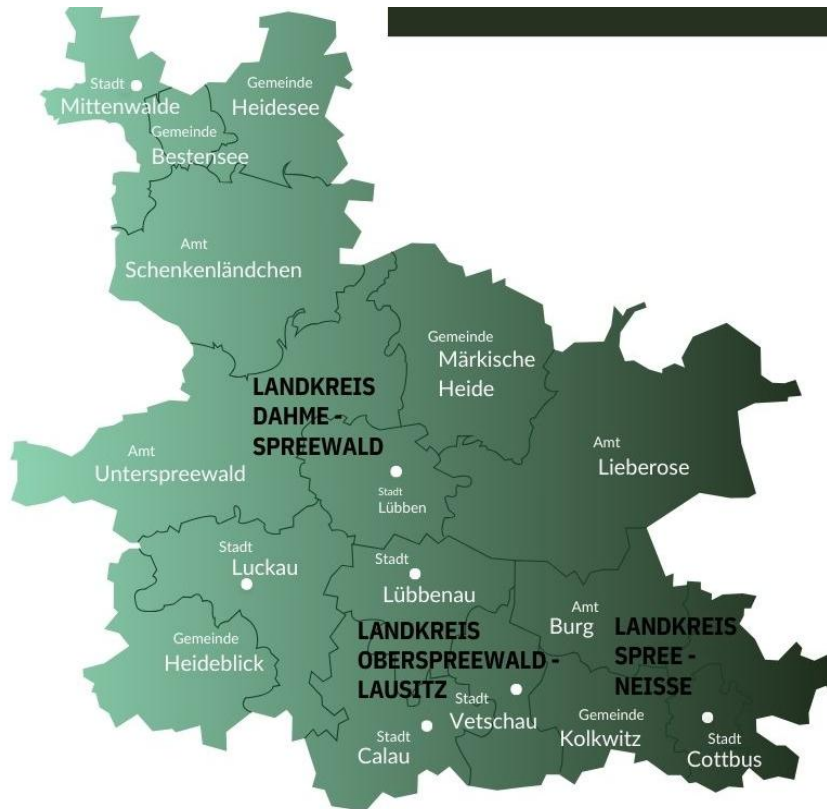 Stadt
Mittenwalde
Gemeinde
Heidesee
Gemeinde
Bestensee
Amt
Schenkenländchen
Gemeinde
Märkische
Heide
LANDKREIS
DAHME -
SPREEWALD
Amt
Unterspreewald
Amt
Lieberose
Stadt
Lübben
Stadt
Luckau
Stadt
Lübbenau
Amt
Burg
LANDKREIS
OBERSPREEWALD -
LAUSITZ
LANDKREIS
SPREE -
NEISSE
Gemeinde
Heideblick
Stadt
Vetschau
Gemeinde
Kolkwitz
Stadt
Calau
Stadt
Cottbus